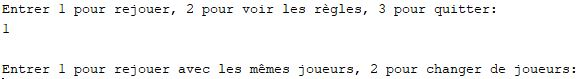 Entrer 1 pour rejouer, 2 pour voir les règles, 3 pour quitter:
1
Entrer 1 pour rejouer avec les mêmes joueurs, 2 pour changer de joueurs: